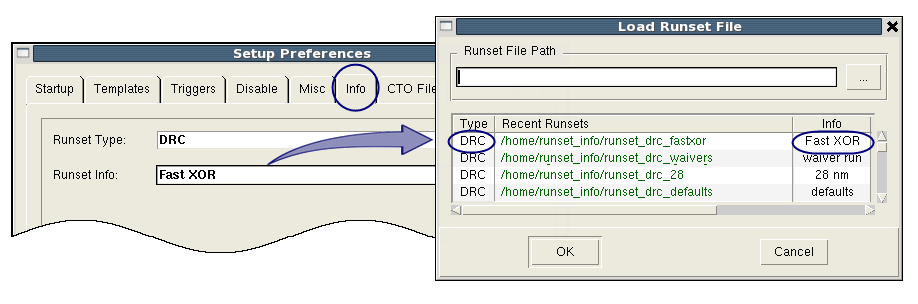 Setup Preferences
Startup Templates Triggers Disable Misc Info CTO File
Runset Type: DRC
Runset Info: Fast XOR
Load Runset File
Runset File Path
...
Type Recent Runsets Info
DRC /home/runset_info/runset_drc_fastxor Fast XOR
DRC /home/runset_info/runset_drc_waivers waiver run
DRC /home/runset_info/runset_drc_28 28 nm
DRC /home/runset_info/runset_drc_defaults defaults
OK Cancel